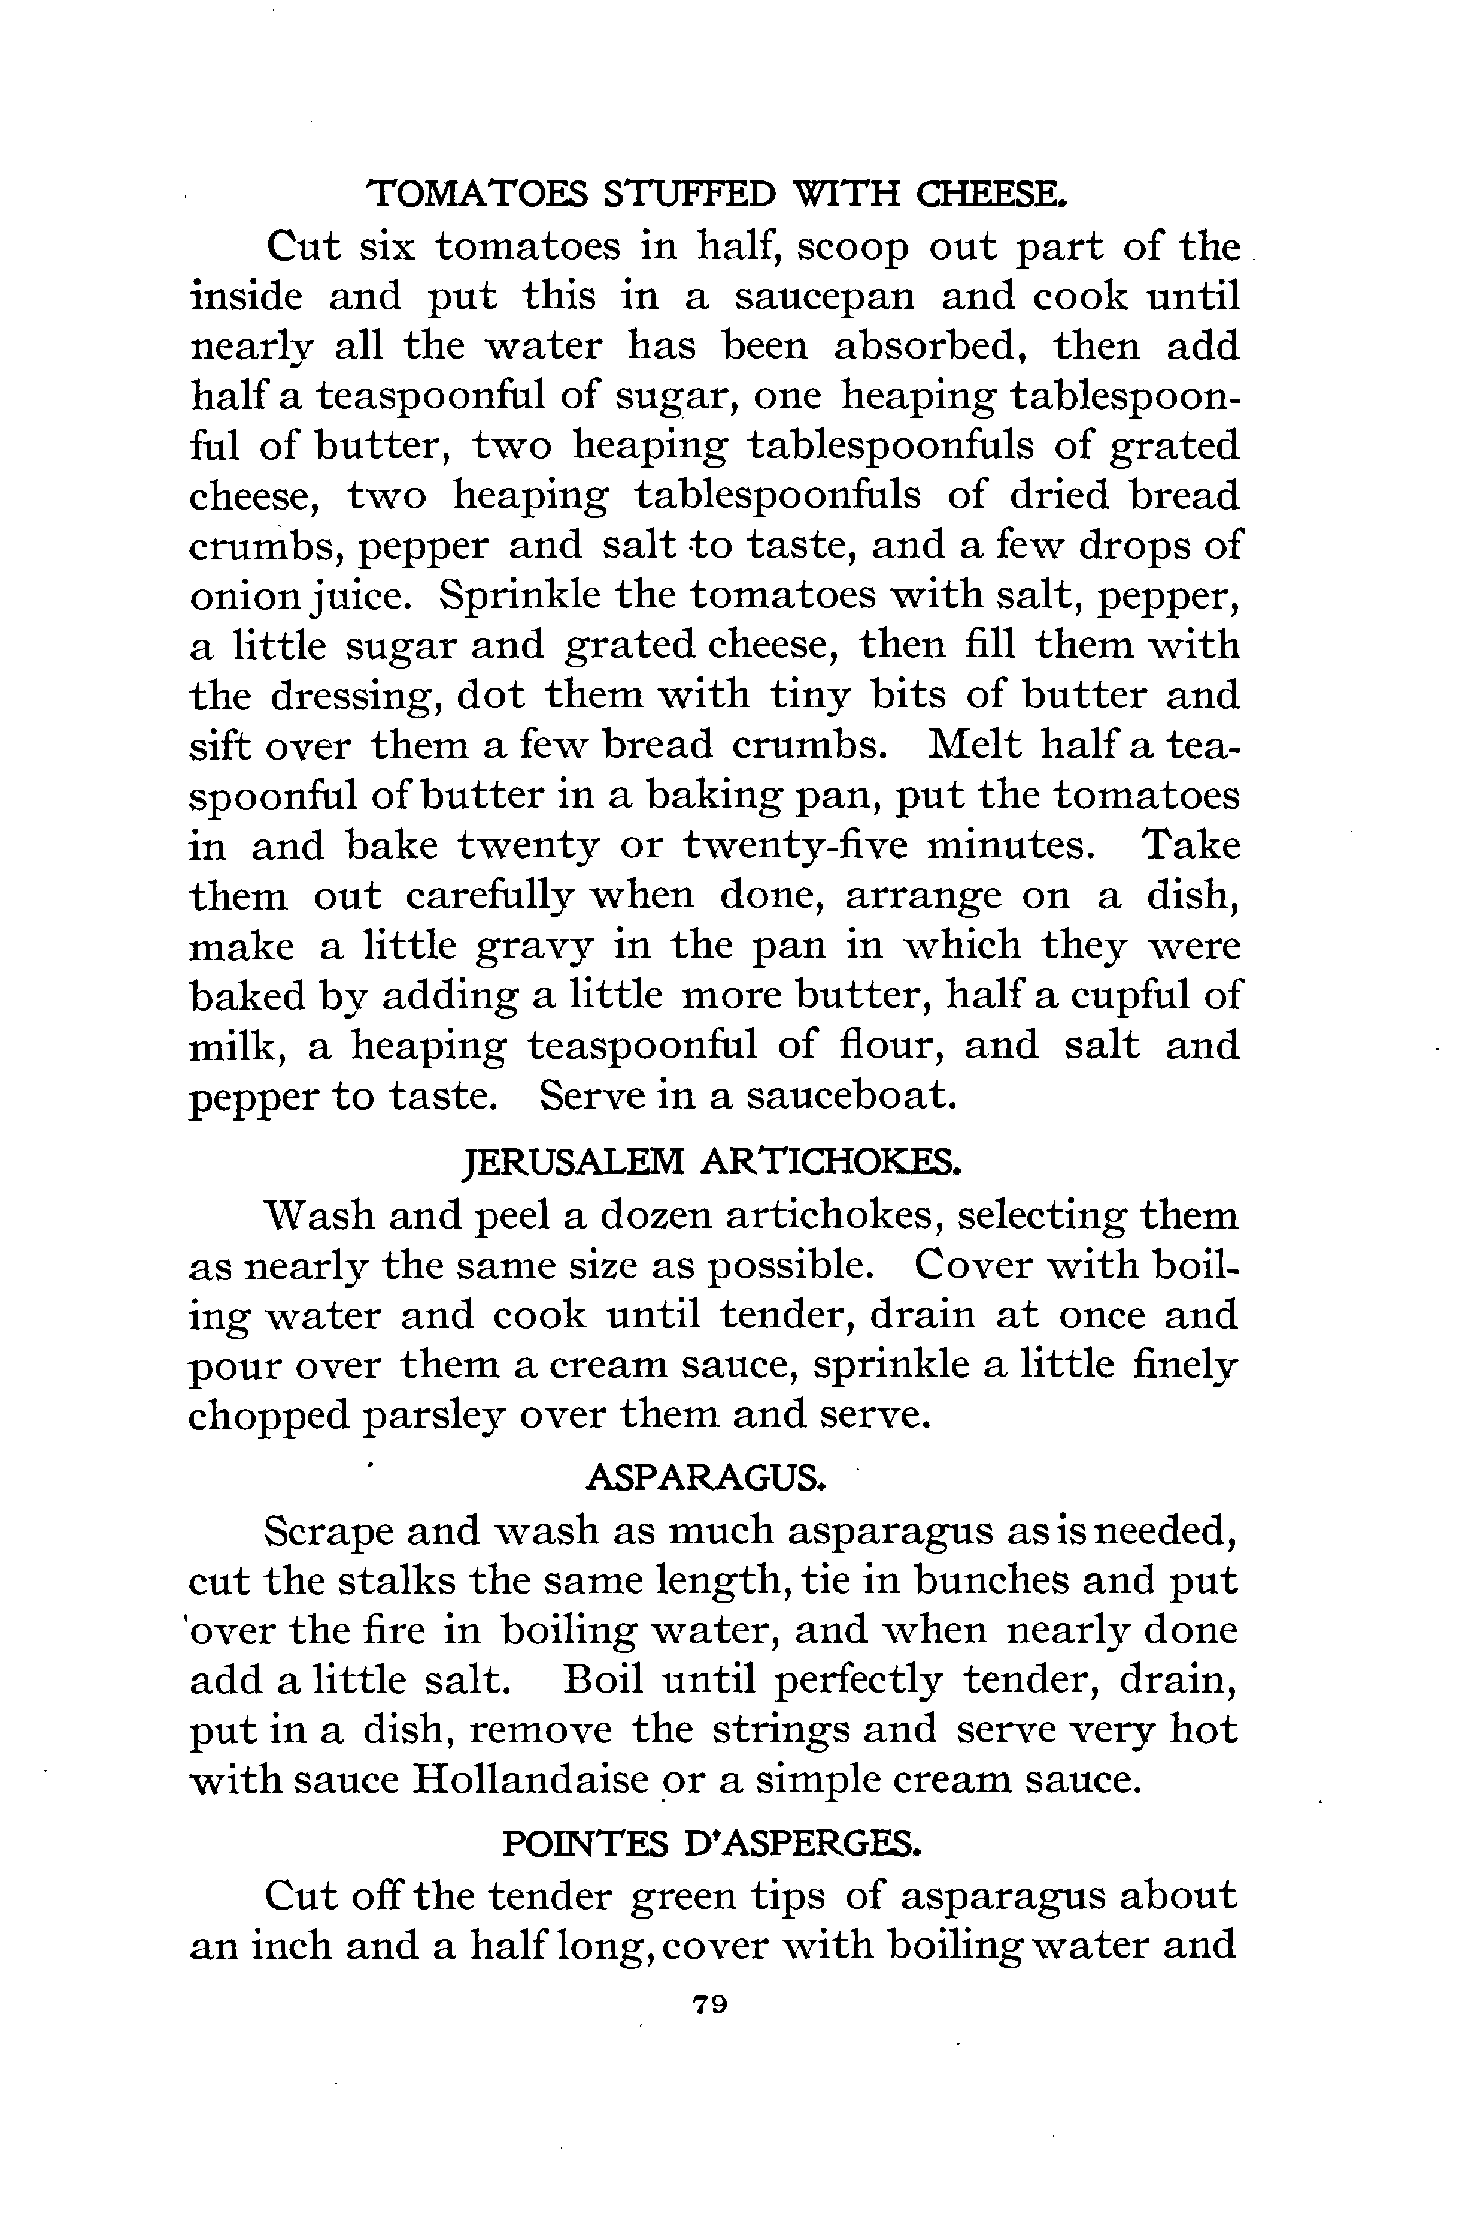 TOMATOES STUFFED WITH CHEESE.
Cut six tomatoes in half, scoop out part of the
inside and put this in a saucepan and cook until
nearly all the water has been absorbed, then add
half a teaspoonful of sugar, one heaping tablespoon-
ful of butter, two heaping tablespoonfuls of grated
cheese, two heaping tablespoonfuls of dried bread
crumbs, pepper and salt to taste, and a few drops of
onion juice. Sprinkle the tomatoes with salt, pepper,
a little sugar and grated cheese, then fill them with
the dressing, dot them with tiny bits of butter and
sift over them a few bread crumbs. Melt half a tea-
spoonful of butter in a baking pan, put the tomatoes
in and bake twenty or twenty-five minutes. Take
them out carefully when done, arrange on a dish,
make a little gravy in the pan in which they were
baked by adding a little more butter, half a cupful of
milk, a heaping teaspoonful of flour, and salt and
pepper to taste. Serve in a sauceboat.
JERUSALEM ARTICHOKES.
Wash and peel a dozen artichokes, selecting them
as nearly the same size as possible. Cover with boil-
ing water and cook until tender, drain at once and
pour over them a cream sauce, sprinkle a little finely
chopped parsley over them and serve.
ASPARAGUS.
Scrape and wash as much asparagus as is needed,
cut the stalks the same length, tie in bunches and put
over the fire in boiling water, and when nearly done
add a little salt. Boil until perfectly tender, drain,
put in a dish, remove the strings and serve very hot
with sauce Hollandaise or a simple cream sauce.
POINTES D'ASPERGES.
Cut off the tender green tips of asparagus about
an inch and a half long, cover with boiling water and
79